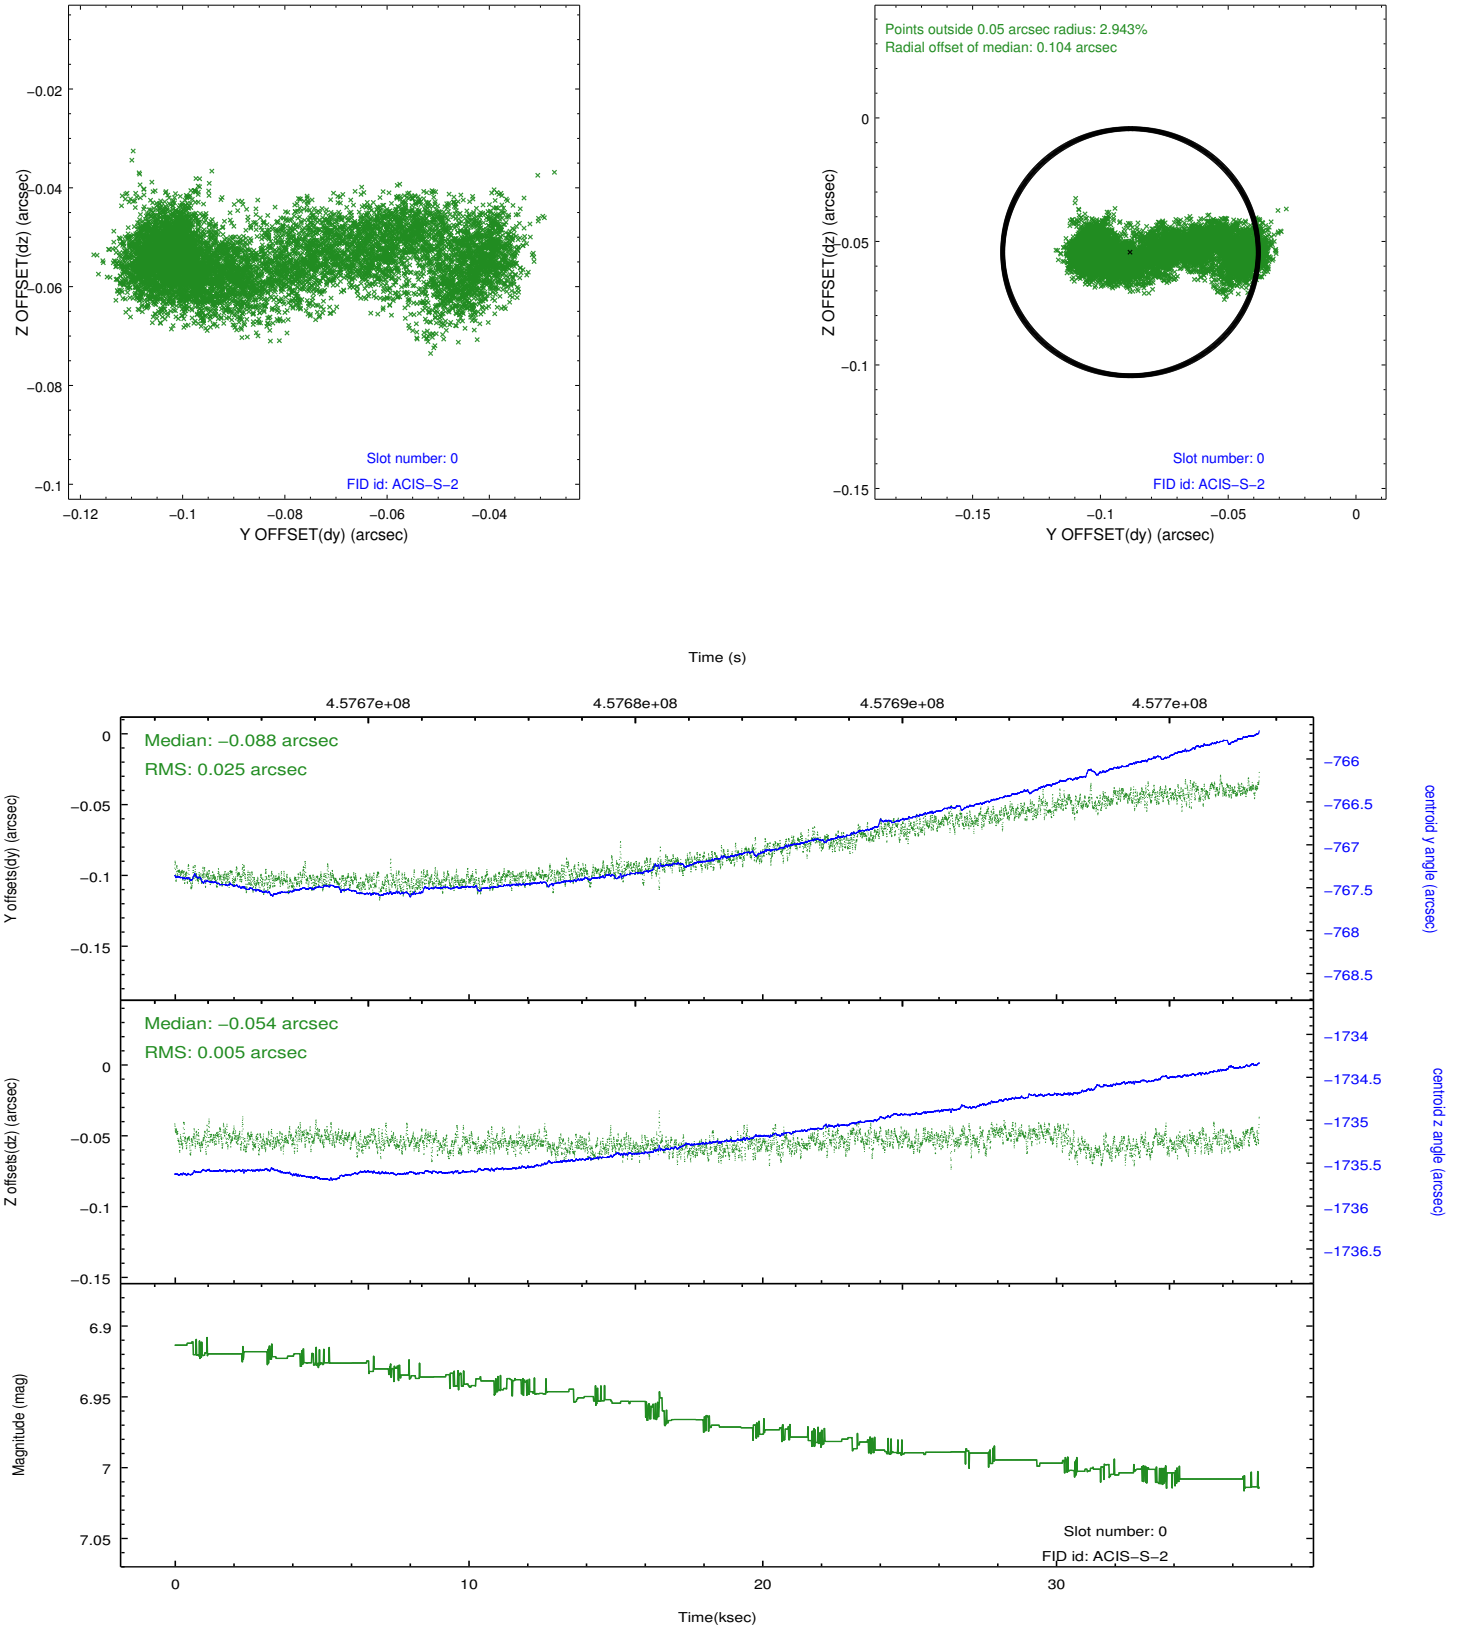 −0.02
−0.04
−0.06
−0.08
−0.1
Z OFFSET(dz) (arcsec)
Slot number: 0
FID id: ACIS−S−2
−0.12 −0.1 −0.08 −0.06 −0.04
Y OFFSET(dy) (arcsec)
Points outside 0.05 arcsec radius: 2.943%
Radial offset of median: 0.104 arcsec
0
−0.05
−0.1
−0.15
Z OFFSET(dz) (arcsec)
Slot number: 0
FID id: ACIS−S−2
−0.15 −0.1 −0.05 0
Y OFFSET(dy) (arcsec)
Time (s)
4.5767e+08 4.5768e+08 4.5769e+08 4.577e+08
Median: −0.088 arcsec
RMS: 0.025 arcsec
0
−0.05
−0.1
−0.15
Y offsets(dy) (arcsec)
−766
−766.5
−767
−767.5
−768
−768.5
centroid y angle (arcsec)
Median: −0.054 arcsec
RMS: 0.005 arcsec
0
−0.05
−0.1
−0.15
Z offsets(dz) (arcsec)
−1734
−1734.5
−1735
−1735.5
−1736
−1736.5
centroid z angle (arcsec)
6.9
6.95
7
7.05
Magnitude (mag)
Slot number: 0
FID id: ACIS−S−2
0 10 20 30
Time(ksec)